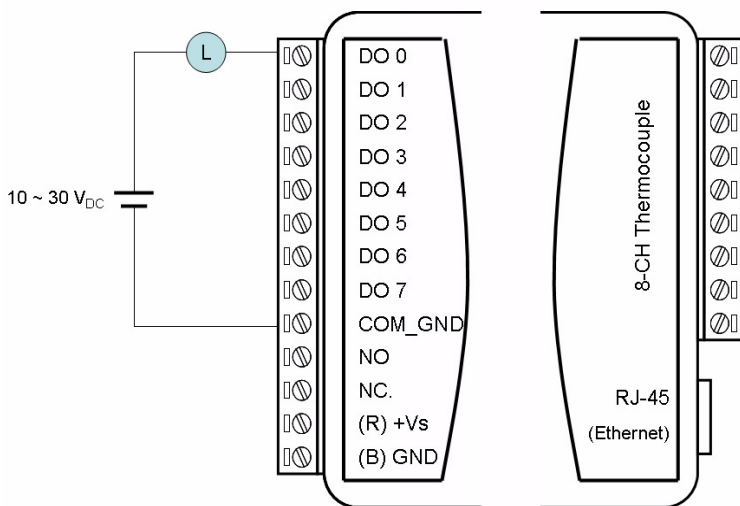 L
10 ~ 30 VDC
DO 0
DO 1
DO 2
DO 3
DO 4
DO 5
DO 6
DO 7
COM_GND
NO
NC.
(R) +Vs
(B) GND
8-CH Thermocouple
RJ-45
(Ethernet)